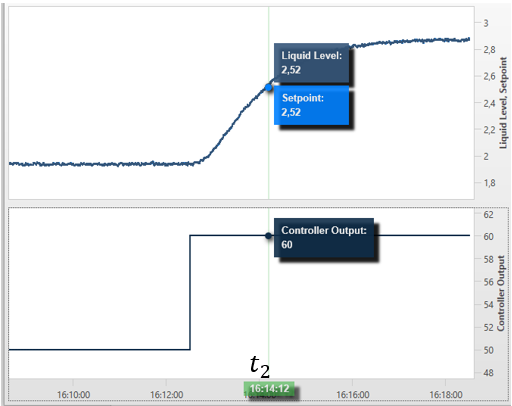 3
2,8
2,6
2,4
2,2
2
1,8
Liquid Level, Setpoint
Liquid Level:
2,52
Setpoint:
2,52
62
60
58
56
54
52
50
48
Controller Output
Controller Output:
60
t2
16:14:12
16:10:00 16:12:00 16:16:00 16:18:00